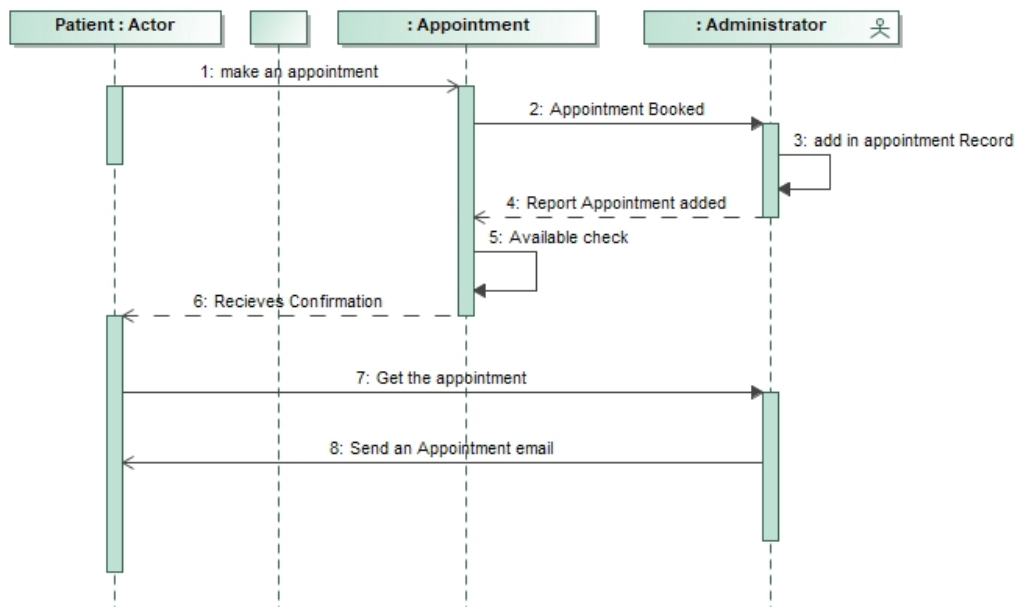 Patient : Actor
: Appointment
: Administrator
1: make an appointment
2: Appointment Booked
3: add in appointment Record
4: Report Appointment added
5: Available check
6: Recieves Confirmation
7: Get the appointment
8: Send an Appointment email